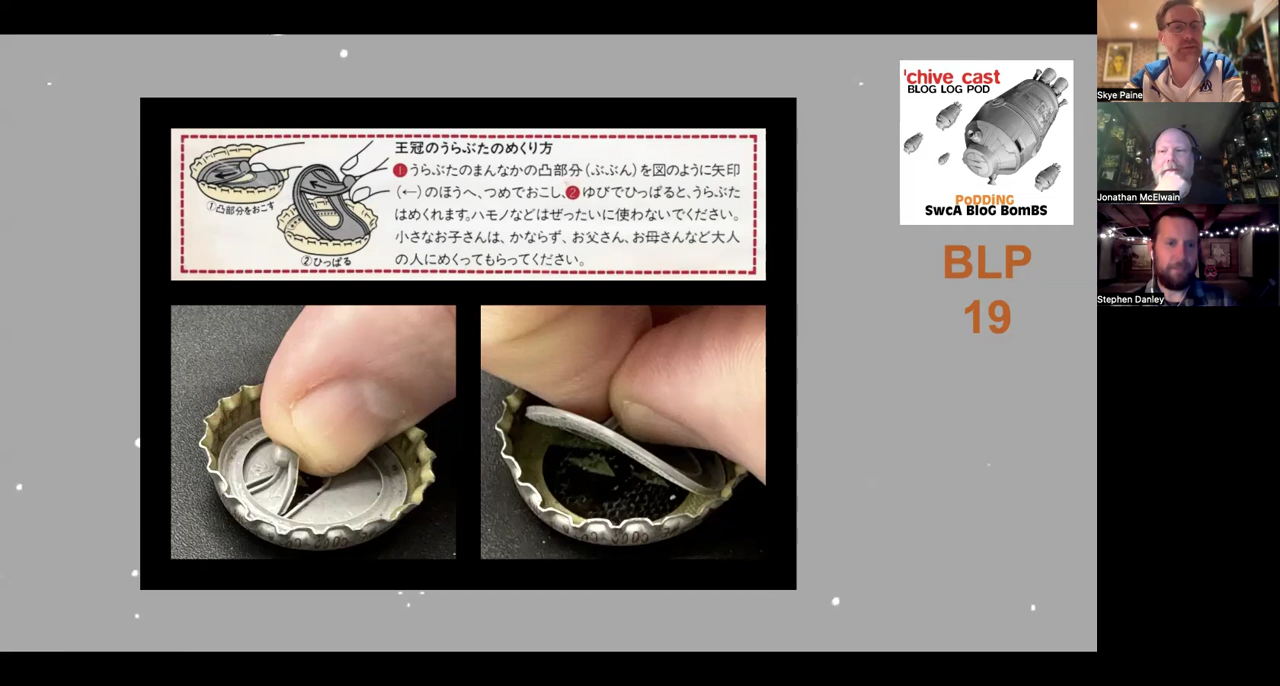 王冠のうらぶたのめくり方
❶うらぶたのまんなかの凸部分(ぶぶん)を図のように矢印
(←)のほうへ、つめでおこし、❷ゆびでひっぱると、うらぶた
はめくれます。ハモノなどはぜったいに使わないでください。
小さなお子さんは、かならず、お父さん、お母さんなど大人
の人にめくってもらってください。
①凸部分をおこす
②ひっぱる
'chive cast
BLOG LOG POD
PoDDiNG
SwcA BloG BomBS
BLP
19
Skye Paine
Jonathan McElwain
Stephen Danley